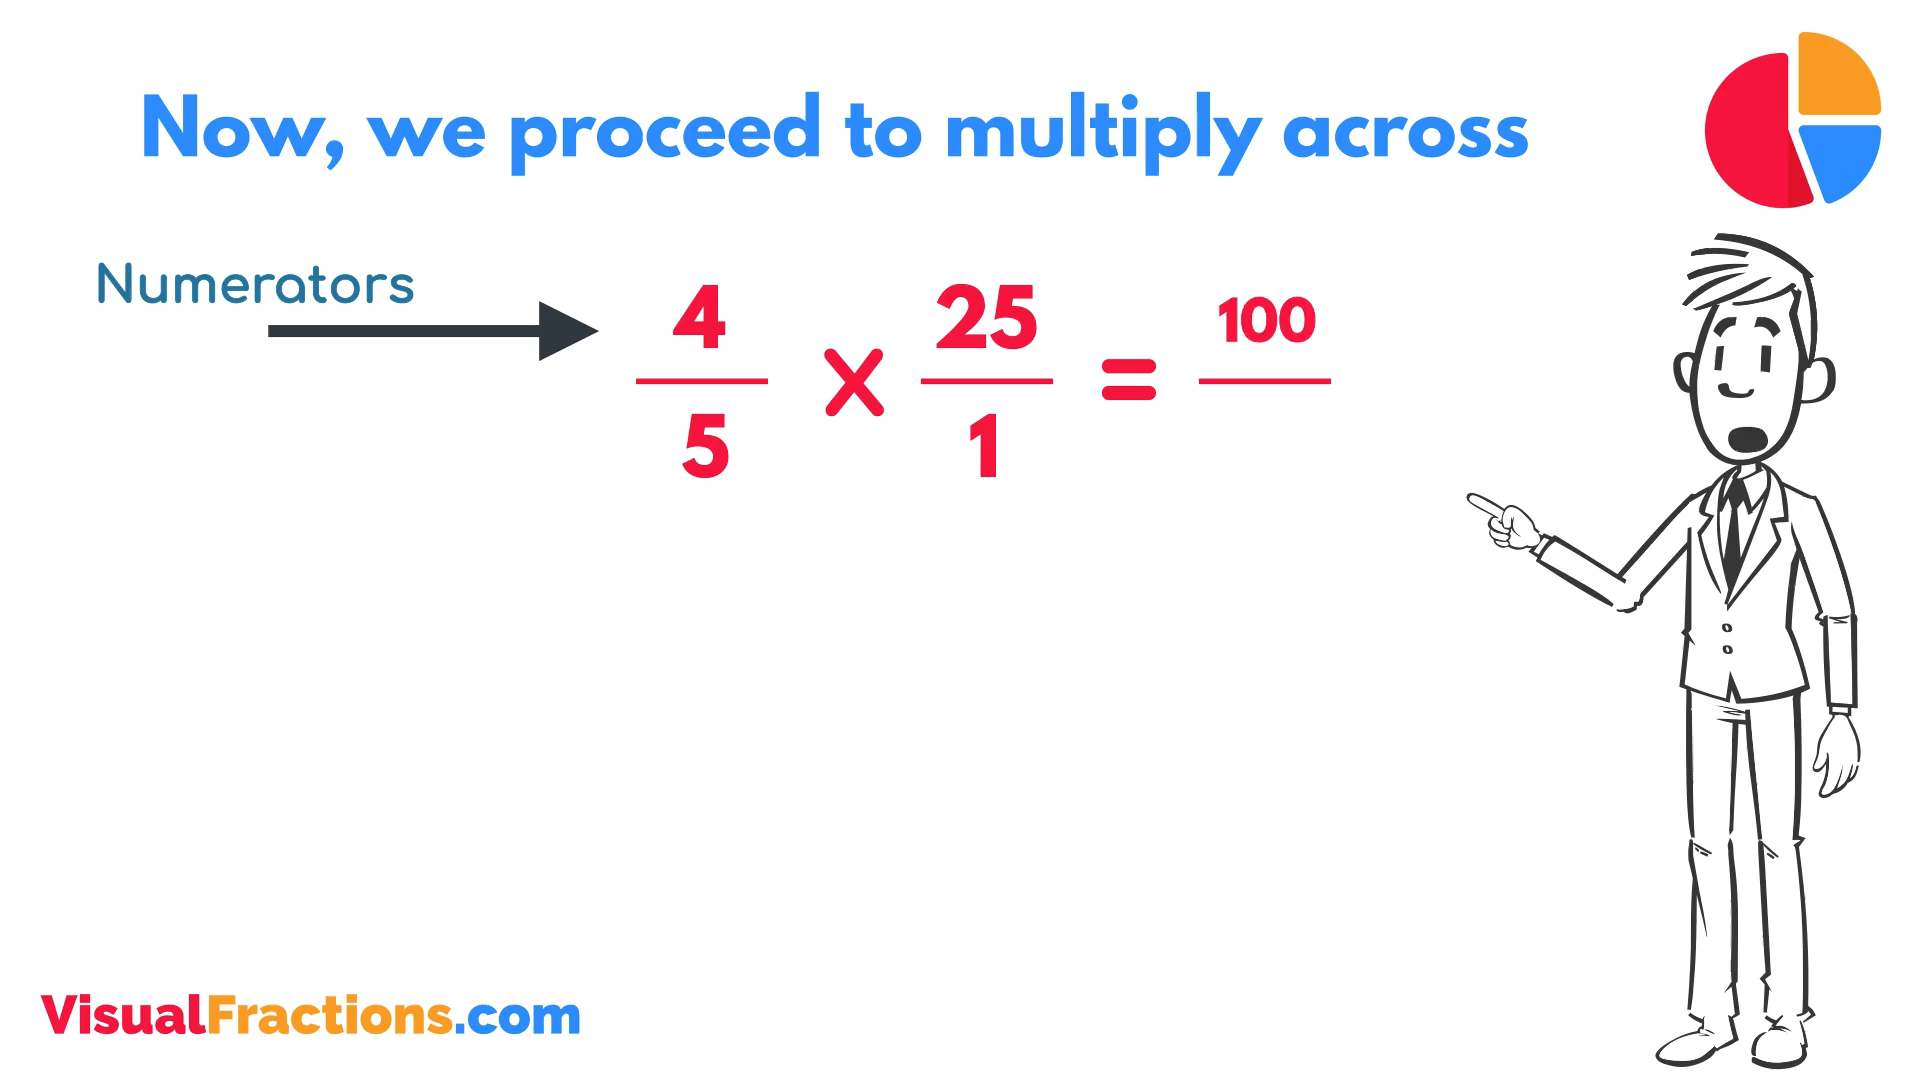 Now, we proceed to multiply across
Numerators
4 25 100
x =
5 1
VisualFractions.com